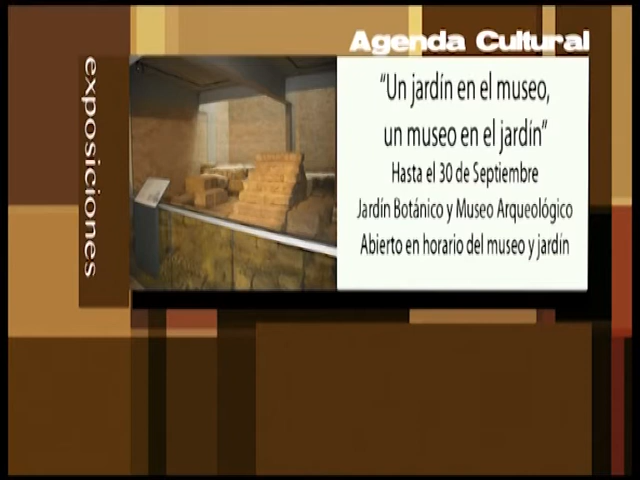 Agenda Cultural
exposiciones
“Un jardín en el museo,
un museo en el jardín”
Hasta el 30 de Septiembre
Jardín Botánico y Museo Arqueológico
Abierto en horario del museo y jardín